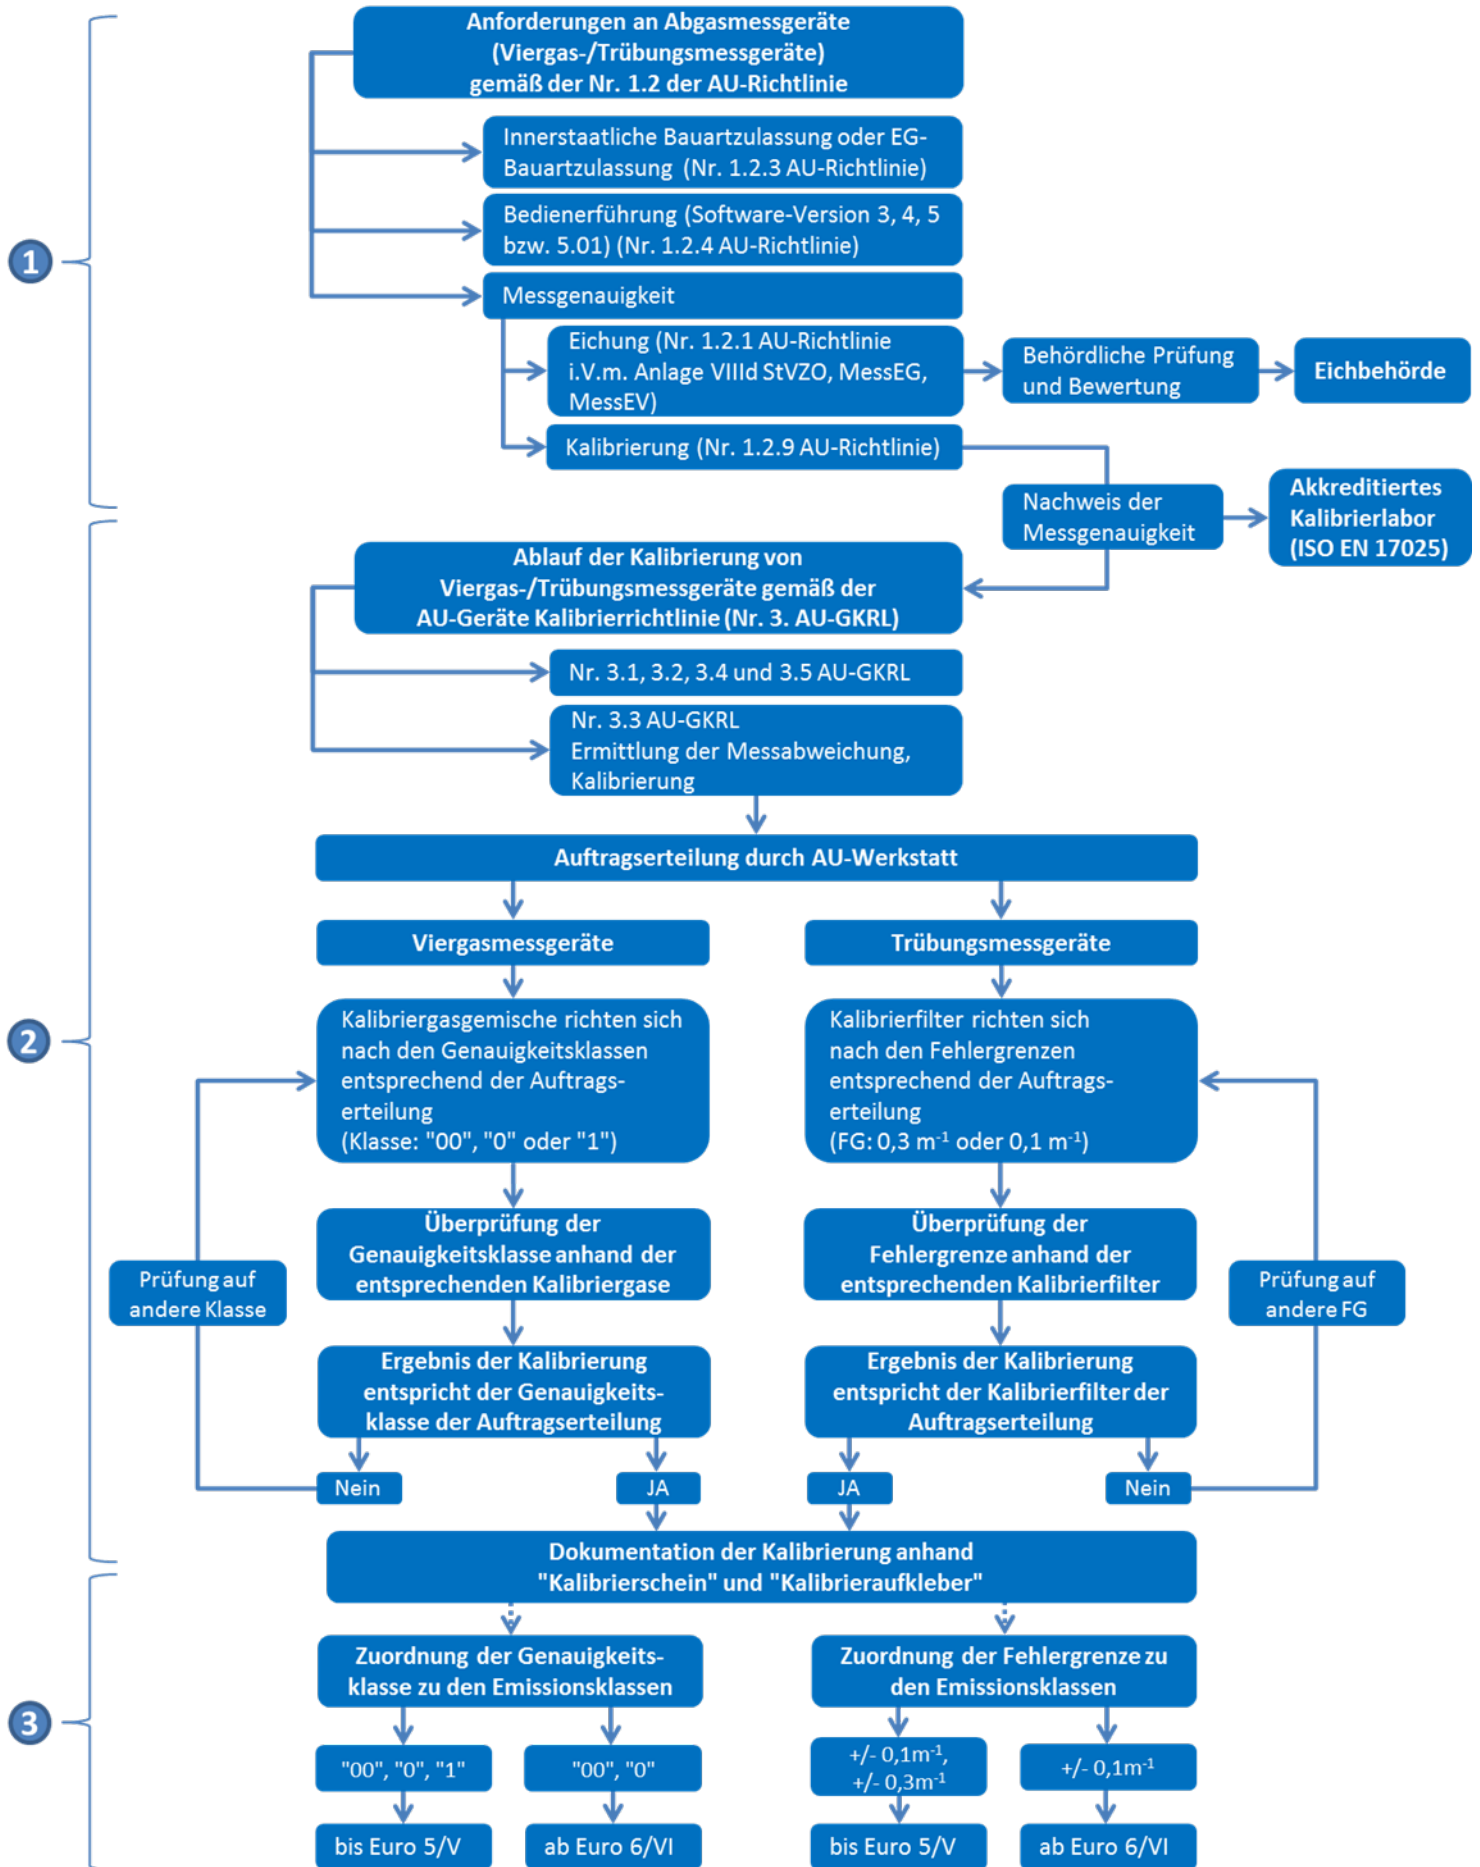 Anforderungen an Abgasmessgeräte
(Viergas-/Trübungsmessgeräte)
gemäß der Nr. 1.2 der AU-Richtlinie
Innerstaatliche Bauartzulassung oder EG-
Bauartzulassung (Nr. 1.2.3 AU-Richtlinie)
Bedienerführung (Software-Version 3, 4, 5
bzw. 5.01) (Nr. 1.2.4 AU-Richtlinie)
1
Messgenauigkeit
Eichung (Nr. 1.2.1 AU-Richtlinie
i.V.m. Anlage VIIId StVZO, MessEG,
MessEV)
Behördliche Prüfung
und Bewertung
Eichbehörde
Kalibrierung (Nr. 1.2.9 AU-Richtlinie)
Nachweis der
Messgenauigkeit
Akkreditiertes
Kalibrierlabor
(ISO EN 17025)
Ablauf der Kalibrierung von
Viergas-/Trübungsmessgeräte gemäß der
AU-Geräte Kalibrierrichtlinie (Nr. 3. AU-GKRL)
Nr. 3.1, 3.2, 3.4 und 3.5 AU-GKRL
Nr. 3.3 AU-GKRL
Ermittlung der Messabweichung,
Kalibrierung
Auftragserteilung durch AU-Werkstatt
Viergasmessgeräte
Trübungsmessgeräte
2
Kalibriergasgemische richten sich
nach den Genauigkeitsklassen
entsprechend der Auftrags-
erteilung
(Klasse: "00", "0" oder "1")
Kalibrierfilter richten sich
nach den Fehlergrenzen
entsprechend der Auftrags-
erteilung
(FG: 0,3 m⁻¹ oder 0,1 m⁻¹)
Überprüfung der
Genauigkeitsklasse anhand der
entsprechenden Kalibriergase
Überprüfung der
Fehlergrenze anhand der
entsprechenden Kalibrierfilter
Prüfung auf
andere Klasse
Prüfung auf
andere FG
Ergebnis der Kalibrierung
entspricht der Genauigkeits-
klasse der Auftragserteilung
Ergebnis der Kalibrierung
entspricht der Kalibrierfilter der
Auftragserteilung
Nein
JA
JA
Nein
Dokumentation der Kalibrierung anhand
"Kalibrierschein" und "Kalibrieraufkleber"
3
Zuordnung der Genauigkeits-
klasse zu den Emissionsklassen
Zuordnung der Fehlergrenze zu
den Emissionsklassen
"00", "0", "1"
"00", "0"
+/- 0,1m⁻¹,
+/- 0,3m⁻¹
+/- 0,1m⁻¹
bis Euro 5/V
ab Euro 6/VI
bis Euro 5/V
ab Euro 6/VI